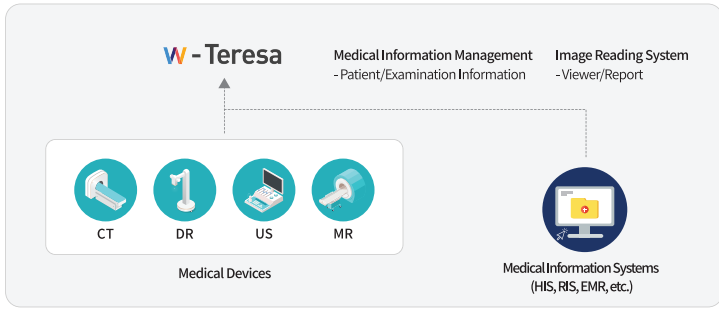 W - Teresa
Medical Information Management
- Patient/Examination Information
Image Reading System
- Viewer/Report
CT
DR
US
MR
Medical Devices
Medical Information Systems
(HIS, RIS, EMR, etc.)